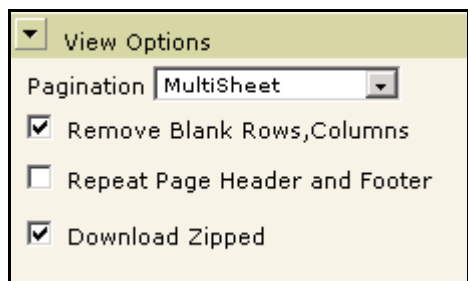 View Options
Pagination MultiSheet
Remove Blank Rows,Columns
Repeat Page Header and Footer
Download Zipped